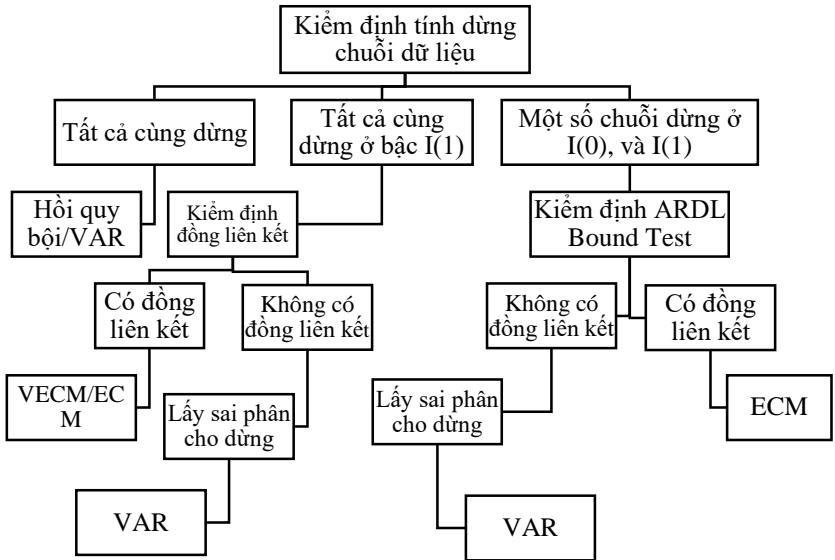 Kiểm định tính dừng
chuỗi dữ liệu
Tất cả cùng dừng
Tất cả cùng
dừng ở bậc I(1)
Một số chuỗi dừng ở
I(0), và I(1)
Hồi quy
bội/VAR
Kiểm định
đồng liên kết
Kiểm định ARDL
Bound Test
Có đồng
liên kết
Không có
đồng liên kết
Không có
đồng liên kết
Có đồng
liên kết
VECM/EC
M
Lấy sai phân
cho dừng
Lấy sai phân
cho dừng
ECM
VAR
VAR